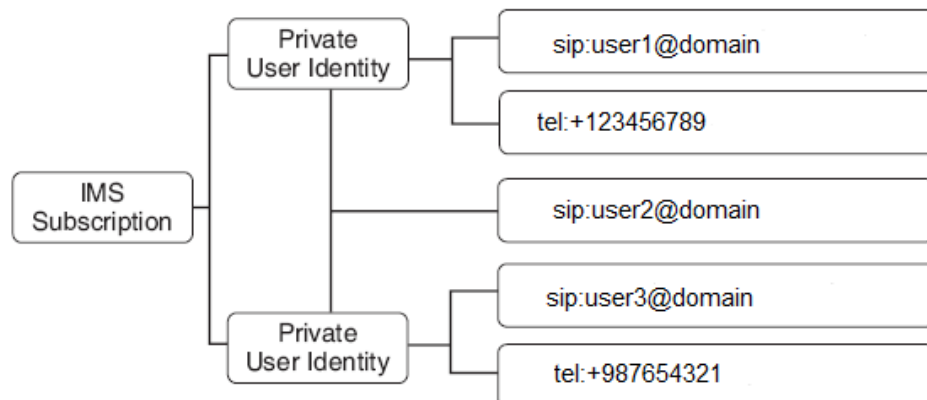 Private
User Identity
sip:user1@domain
tel:+123456789
IMS
Subscription
sip:user2@domain
sip:user3@domain
Private
User Identity
tel:+987654321